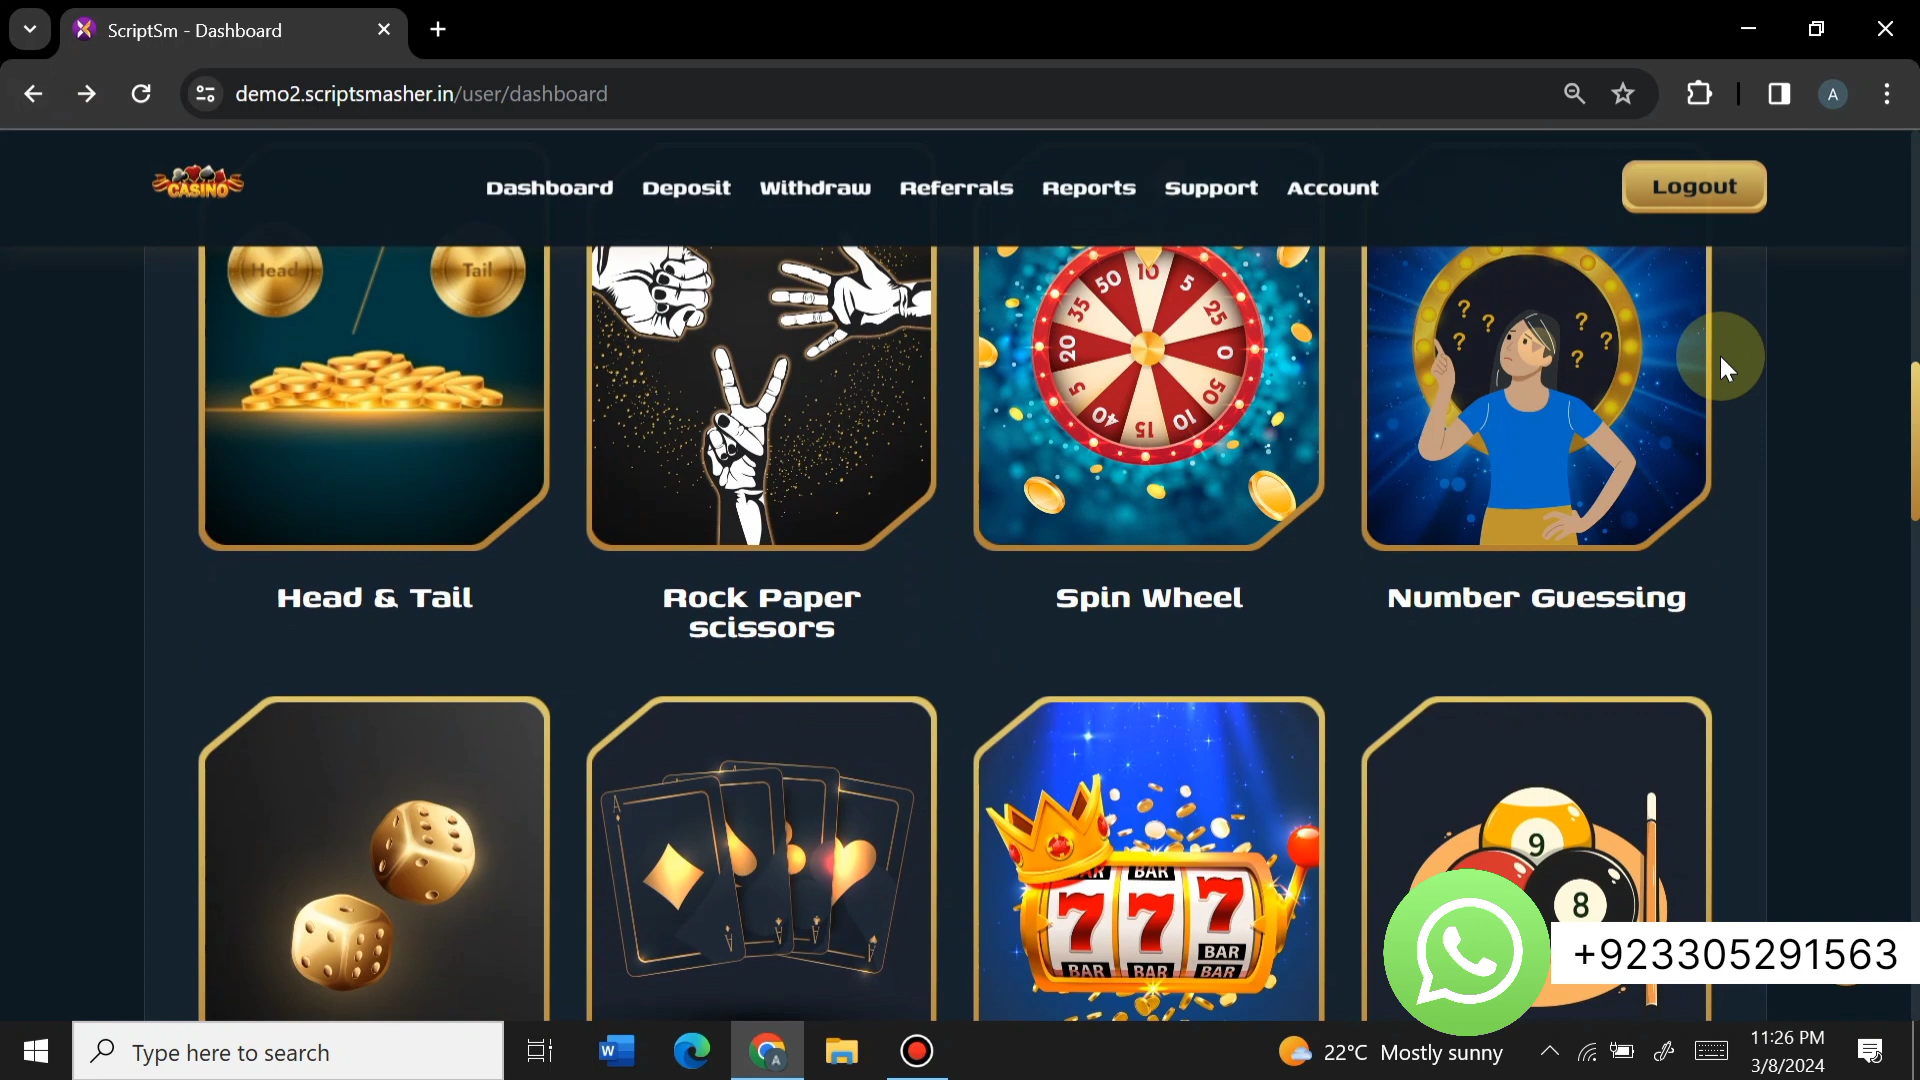 ScriptSm - Dashboard
demo2.scriptsmasher.in/user/dashboard
A
CASINO
Dashboard Deposit Withdraw Referrals Reports Support Account
Logout
Head Tail
10 5 25 0 50 10 15 40 5 20 35 50
? ? ? ? ? ? ?
Head & Tail
Rock Paper
scissors
Spin Wheel
Number Guessing
A A A A A
BAR BAR
7 7 7
BAR BAR BAR
BAR
9
8
+923305291563
Type here to search
W
A
22°C Mostly sunny
11:26 PM
3/8/2024